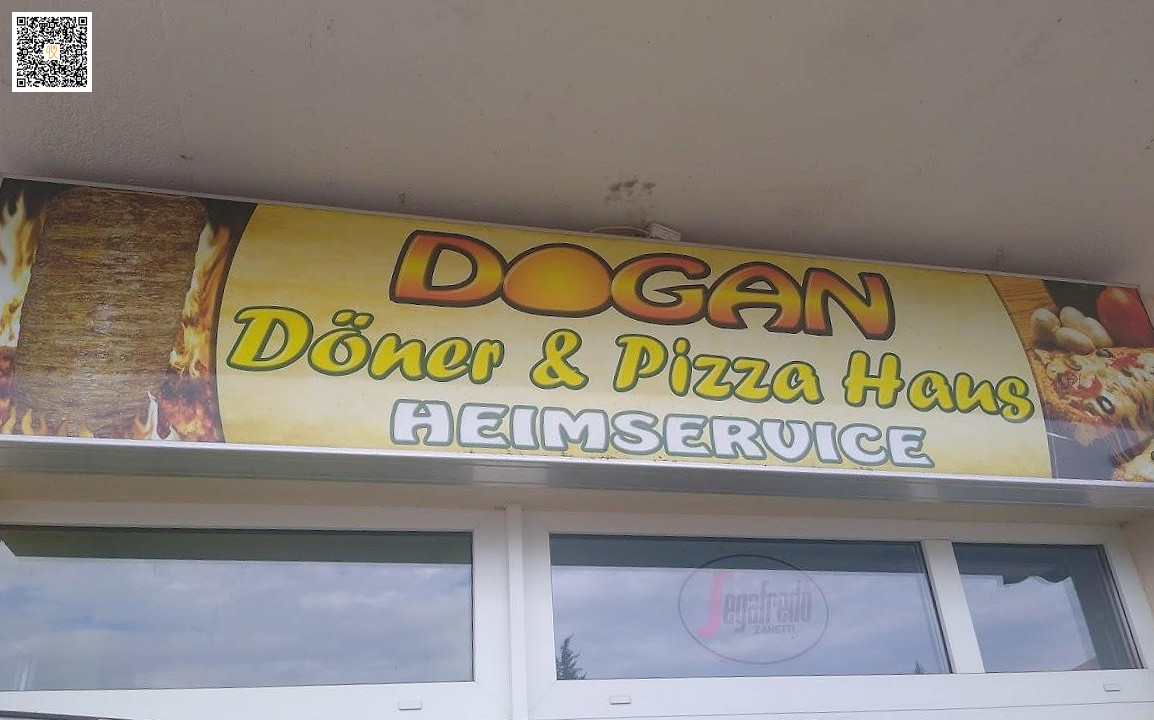 DOGAN
Döner & Pizza Haus
HEIMSERVICE
Segafredo
ZANETTI